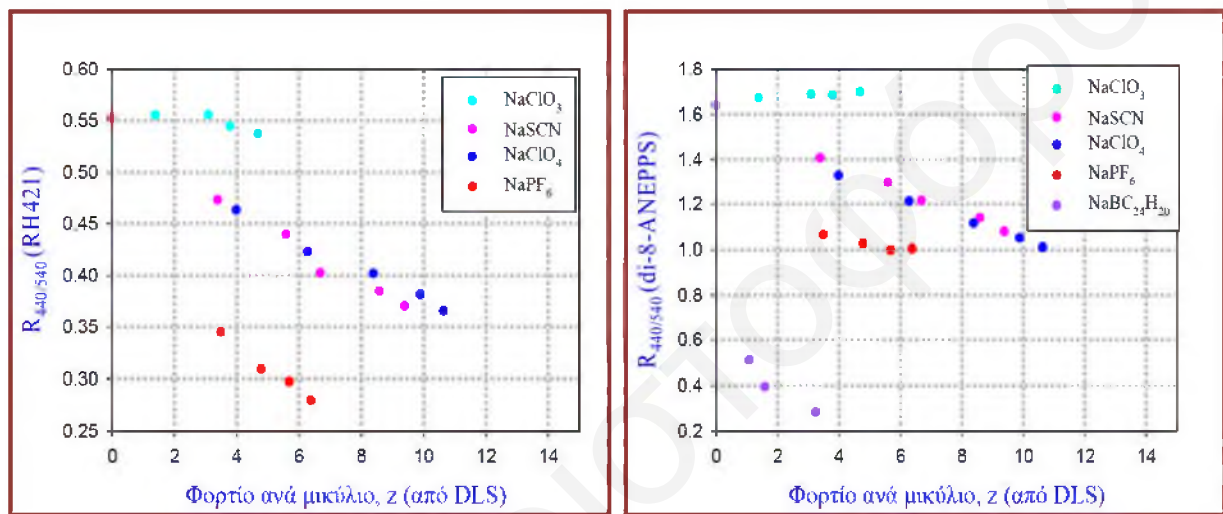 R₄₄₀/₅₄₀ (RH421)
0.60
0.55
0.50
0.45
0.40
0.35
0.30
0.25
0 2 4 6 8 10 12 14
Φορτίο ανά μικύλιο, z (από DLS)
NaClO₃
NaSCN
NaClO₄
NaPF₆
R₄₄₀/₅₄₀ (di-8-ANEPPS)
1.8
1.6
1.4
1.2
1.0
0.8
0.6
0.4
0.2
0 2 4 6 8 10 12 14
Φορτίο ανά μικύλιο, z (από DLS)
NaClO₃
NaSCN
NaClO₄
NaPF₆
NaBC₂₄H₂₀